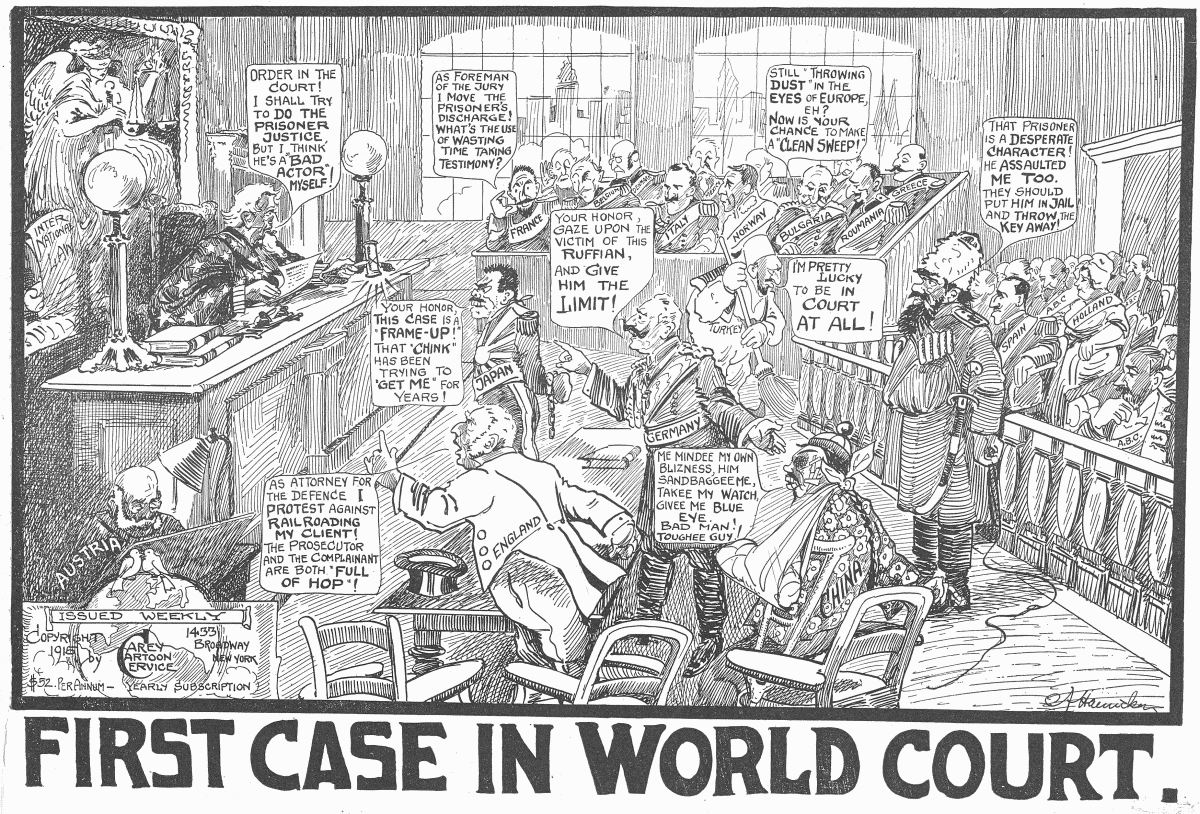 ORDER IN THE
COURT!
I SHALL TRY
TO DO THE
PRISONER
JUSTICE
BUT I THINK
HE'S A "BAD
ACTOR"
MYSELF!
AS FOREMAN
OF THE JURY
I MOVE THE
PRISONER'S
DISCHARGE!
WHAT'S THE USE
OF WASTING
TIME TAKING
TESTIMONY?
STILL "THROWING
DUST" IN THE
EYES OF EUROPE,
EH?
NOW IS YOUR
CHANCE TO MAKE
A "CLEAN SWEEP!"
THAT PRISONER
IS A DESPERATE
CHARACTER!
HE ASSAULTED
ME TOO.
THEY SHOULD
PUT HIM IN JAIL
AND THROW THE
KEY AWAY!
INTER
NATIONAL
FRANCE
ITALY
NORWAY
BULGARIA
ROUMANIA
GREECE
YOUR HONOR,
GAZE UPON THE
VICTIM OF THIS
RUFFIAN,
AND GIVE
HIM THE
LIMIT!
I'M PRETTY
LUCKY
TO BE IN
COURT
AT ALL!
TURKEY
YOUR HONOR,
THIS CASE IS A
"FRAME-UP!"
THAT "CHINK"
HAS BEEN
TRYING TO
"GET ME" FOR
YEARS!
JAPAN
SPAIN
HOLLAND
A.B.C.
A.B.C.
GERMANY
ME MINDEE MY OWN
BLIZNESS, HIM
SANDBAGGEE ME,
TAKEE MY WATCH,
GIVEE ME BLUE
EYE.
BAD MAN!
TOUGHEE GUY!
CHINA
AS ATTORNEY FOR
THE DEFENCE I
PROTEST AGAINST
RAILROADING
MY CLIENT!
THE PROSECUTOR
AND THE COMPLAINANT
ARE BOTH "FULL
OF HOP"!
ENGLAND
AUSTRIA
ISSUED WEEKLY
COPYRIGHT
1915
by
CAREY
CARTOON
SERVICE
1433
BROADWAY
NEW YORK
$52. PER ANNUM — YEARLY SUBSCRIPTION
FIRST CASE IN WORLD COURT.